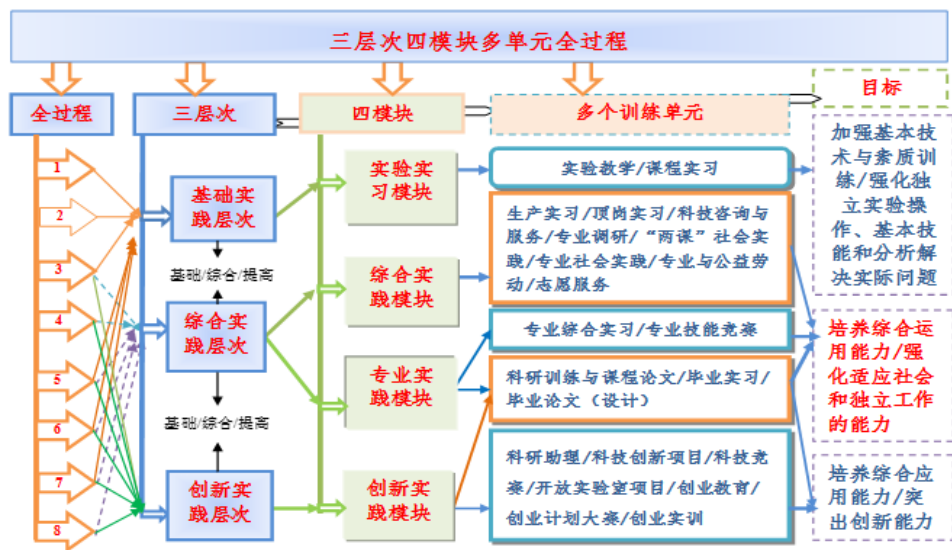 三层次四模块多单元全过程
全过程
三层次
四模块
多个训练单元
目标
1
2
3
4
5
6
7
8
基础实
践层次
基础/综合/提高
综合实
践层次
基础/综合/提高
创新实
践层次
实验实
习模块
综合实
践模块
专业实
践模块
创新实
践模块
实验教学/课程实习
生产实习/顶岗实习/科技咨询与
服务/专业调研/“两课”社会实
践/专业社会实践/专业与公益劳
动/志愿服务
专业综合实习/专业技能竞赛
科研训练与课程论文/毕业实习/
毕业论文（设计）
科研助理/科技创新项目/科技竞
赛/开放实验室项目/创业教育/
创业计划大赛/创业实训
加强基本技
术与素质训
练/强化独
立实验操
作、基本技
能和分析解
决实际问题
培养综合运
用能力/强
化适应社会
和独立工作
的能力
培养综合应
用能力/突
出创新能力